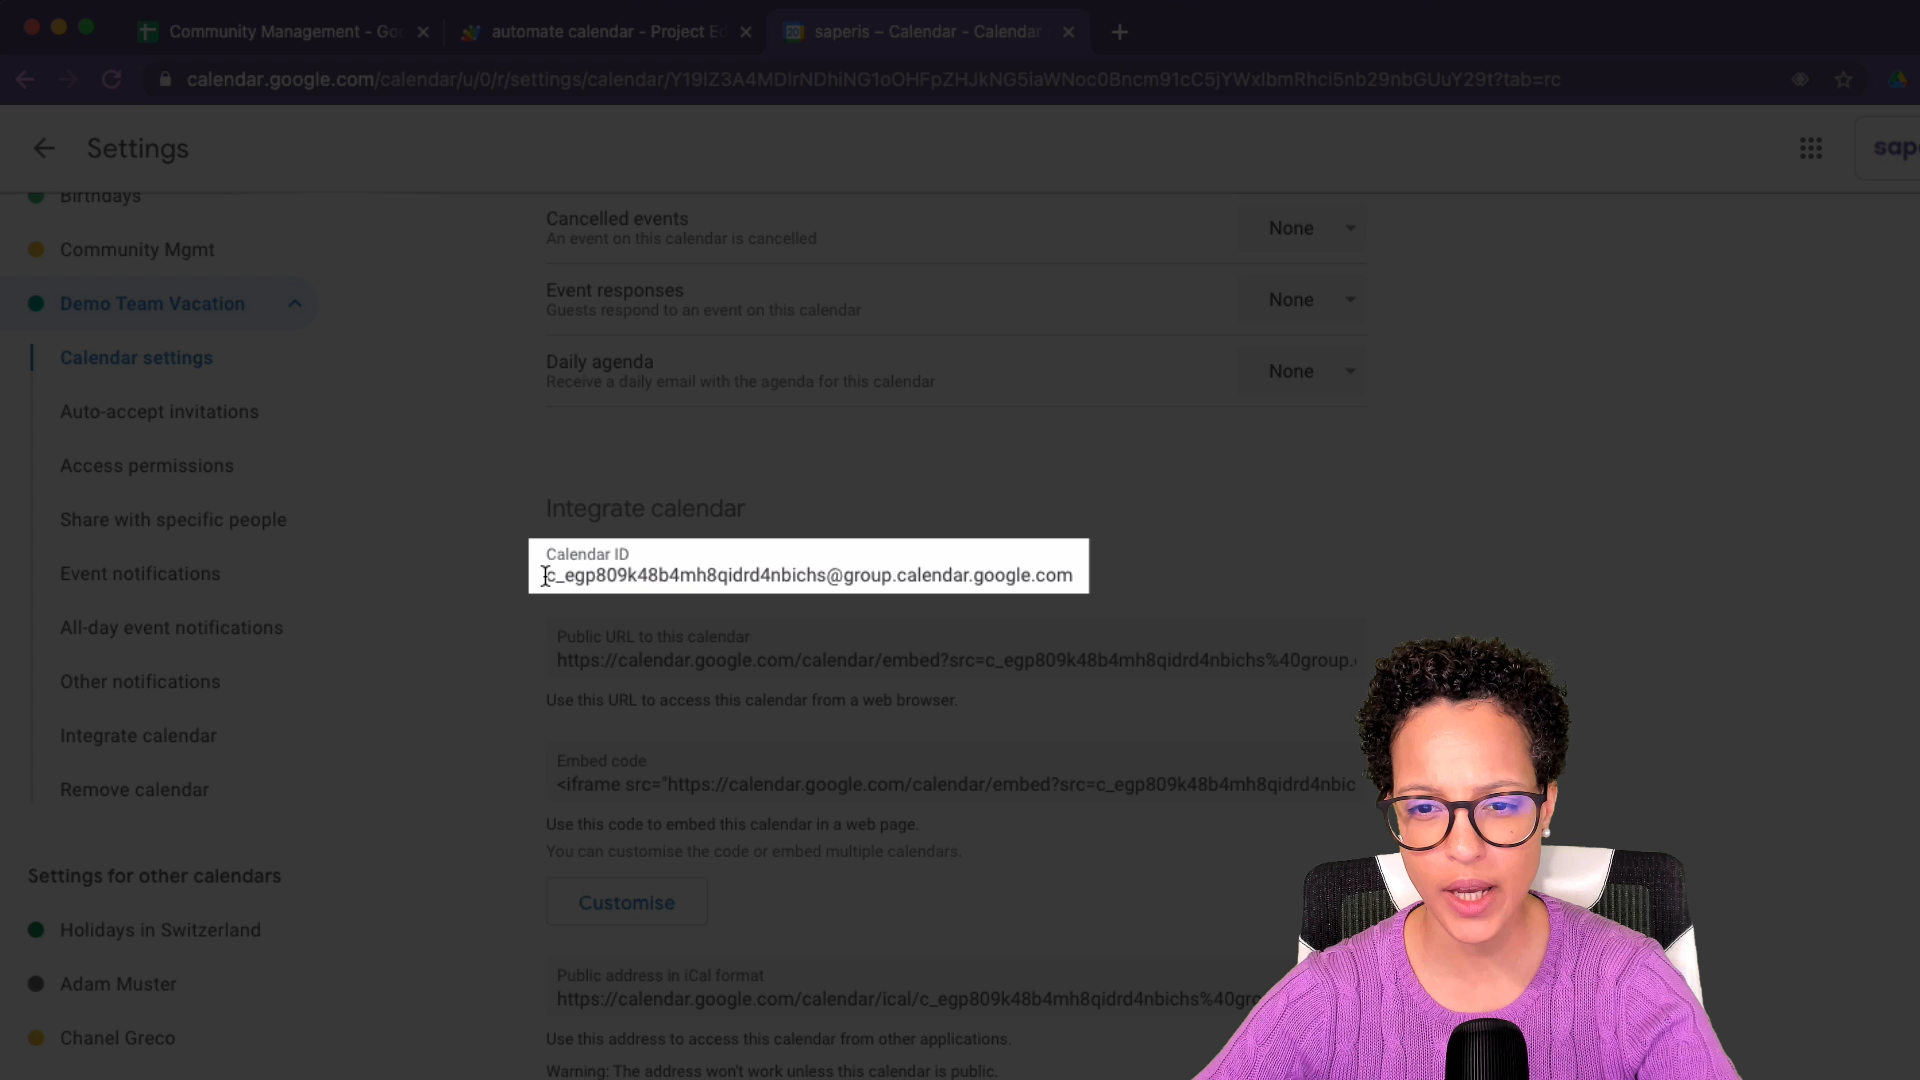 Community Management - Go
automate calendar - Project Ed
saperis – Calendar - Calendar
calendar.google.com/calendar/u/0/r/settings/calendar/Y19IZ3A4MDlrNDhiNG1oOHFpZHJkNG5iaWNoc0Bncm91cC5jYWxlbmRhci5nb29nbGUuY29t?tab=rc
Settings
sap
Birthdays
Community Mgmt
Demo Team Vacation
Calendar settings
Auto-accept invitations
Access permissions
Share with specific people
Event notifications
All-day event notifications
Other notifications
Integrate calendar
Remove calendar
Settings for other calendars
Holidays in Switzerland
Adam Muster
Chanel Greco
Cancelled events
None
An event on this calendar is cancelled
Event responses
None
Guests respond to an event on this calendar
Daily agenda
None
Receive a daily email with the agenda for this calendar
Integrate calendar
Calendar ID
c_egp809k48b4mh8qidrd4nbichs@group.calendar.google.com
Public URL to this calendar
https://calendar.google.com/calendar/embed?src=c_egp809k48b4mh8qidrd4nbichs%40group.
Use this URL to access this calendar from a web browser.
Embed code
<iframe src="https://calendar.google.com/calendar/embed?src=c_egp809k48b4mh8qidrd4nbic
Use this code to embed this calendar in a web page.
You can customise the code or embed multiple calendars.
Customise
Public address in iCal format
https://calendar.google.com/calendar/ical/c_egp809k48b4mh8qidrd4nbichs%40gro
Use this address to access this calendar from other applications.
Warning: The address won't work unless this calendar is public.